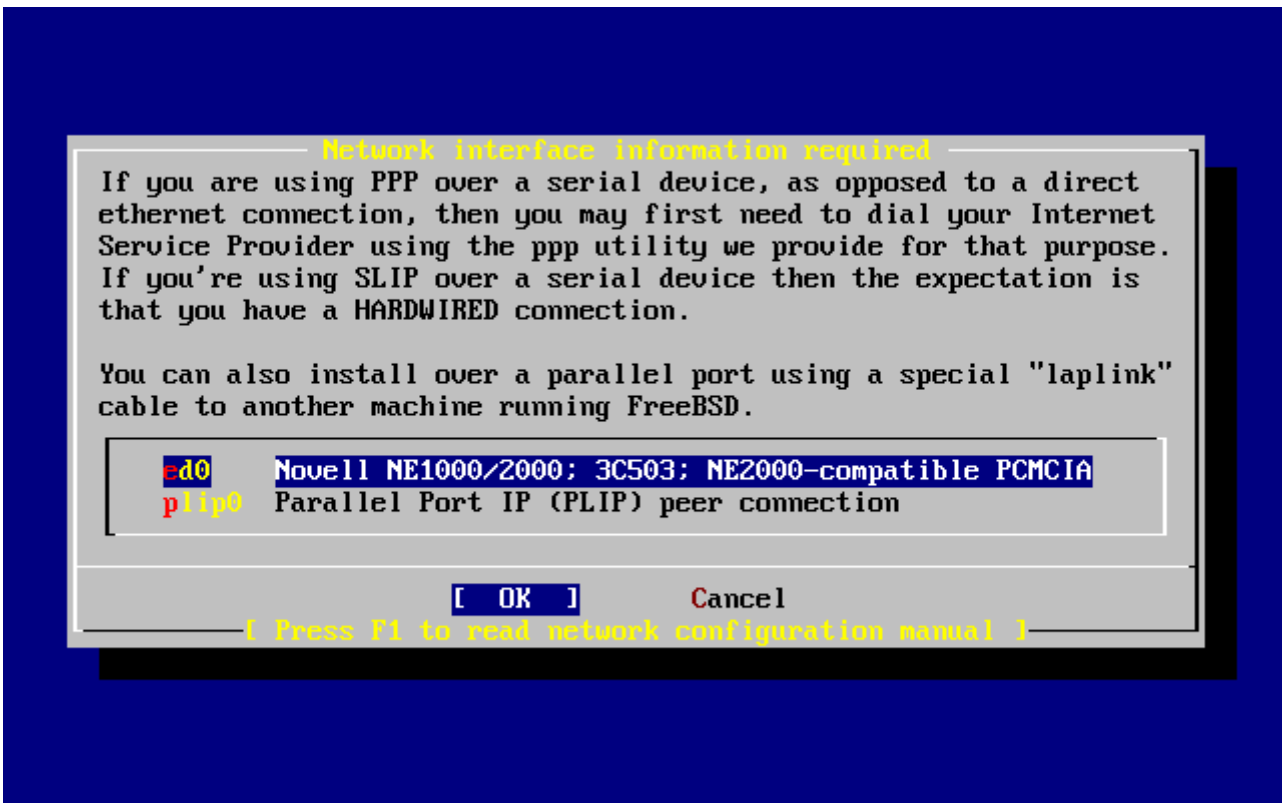 Network interface information required
If you are using PPP over a serial device, as opposed to a direct
ethernet connection, then you may first need to dial your Internet
Service Provider using the ppp utility we provide for that purpose.
If you're using SLIP over a serial device then the expectation is
that you have a HARDWIRED connection.
You can also install over a parallel port using a special "laplink"
cable to another machine running FreeBSD.
ed0 Novell NE1000/2000; 3C503; NE2000-compatible PCMCIA
plip0 Parallel Port IP (PLIP) peer connection
[ OK ] Cancel
[ Press F1 to read network configuration manual ]